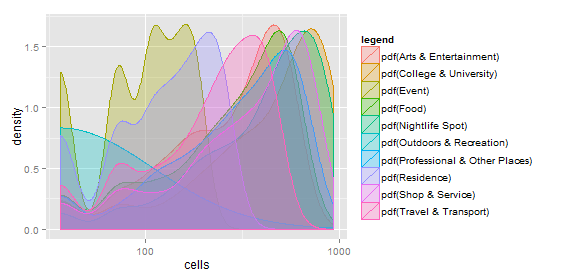 legend
pdf(Arts & Entertainment)
pdf(College & University)
pdf(Event)
pdf(Food)
pdf(Nightlife Spot)
pdf(Outdoors & Recreation)
pdf(Professional & Other Places)
pdf(Residence)
pdf(Shop & Service)
pdf(Travel & Transport)
density
1.5
1.0
0.5
0.0
100
1000
cells